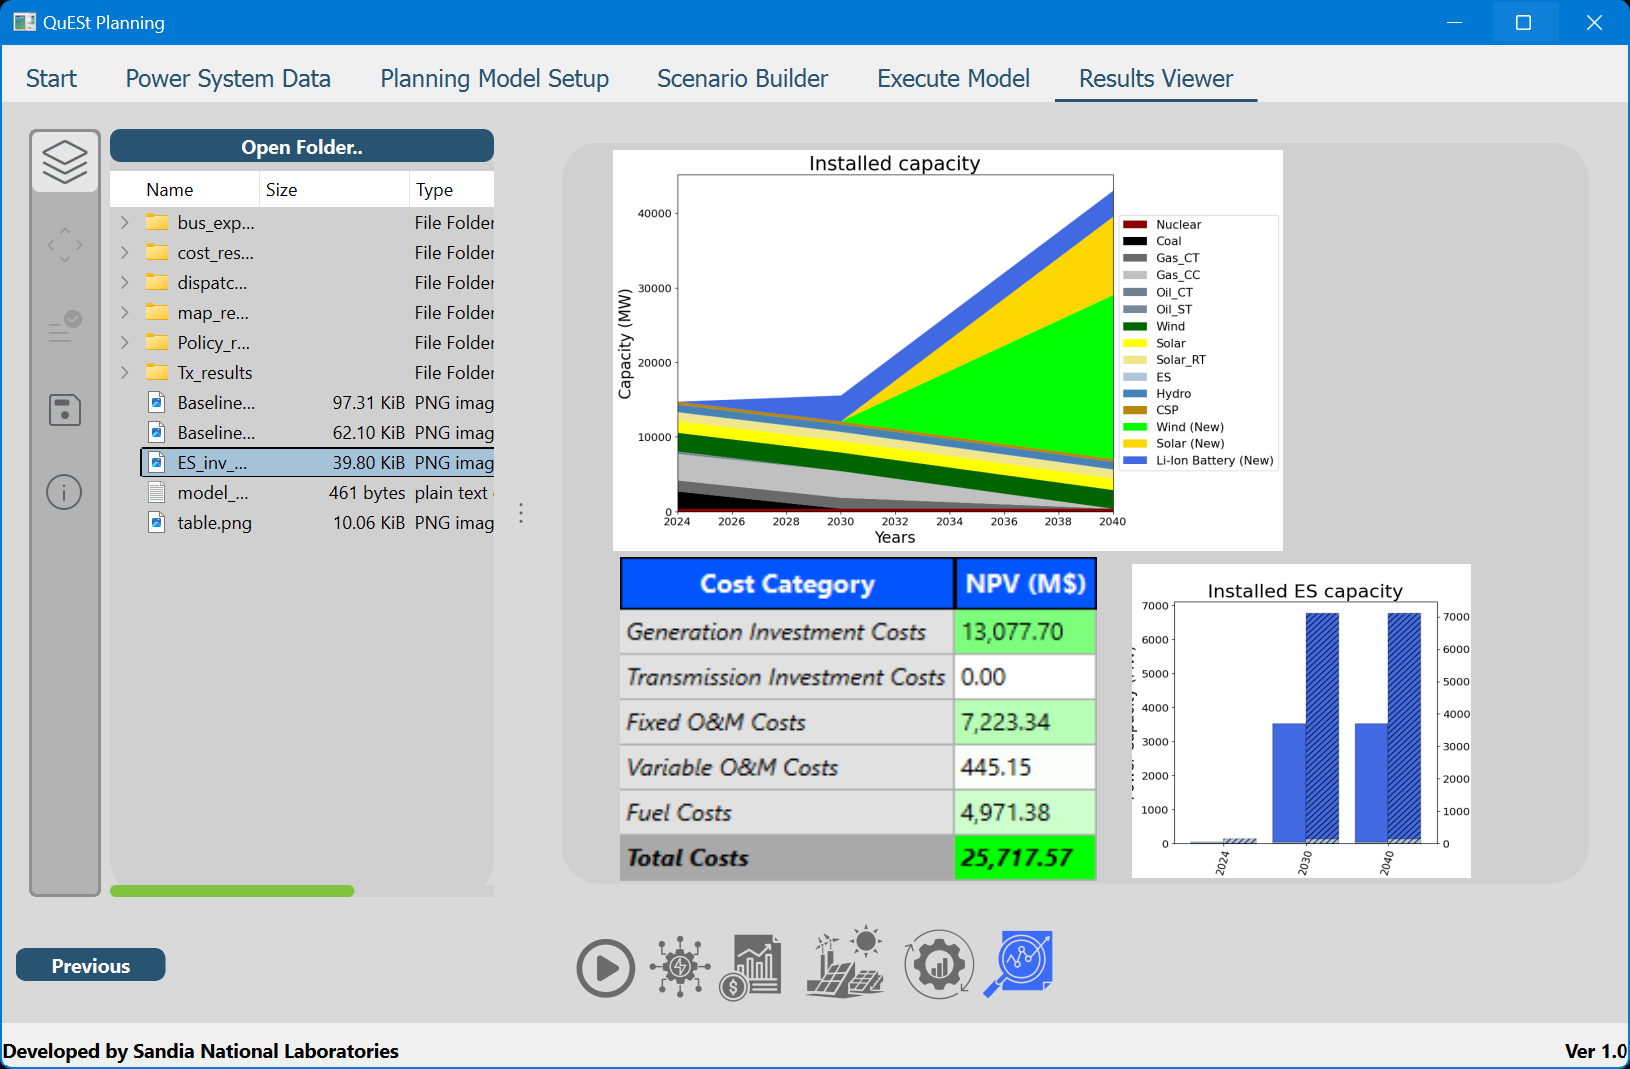 QuESt Planning
Start Power System Data Planning Model Setup Scenario Builder Execute Model Results Viewer
Open Folder..
Name Size Type
bus_exp... File Folder
cost_res... File Folder
dispatc... File Folder
map_re... File Folder
Policy_r... File Folder
Tx_results File Folder
Baseline... 97.31 KiB PNG imag
Baseline... 62.10 KiB PNG imag
ES_inv_... 39.80 KiB PNG imag
model_... 461 bytes plain text
table.png 10.06 KiB PNG imag
Installed capacity
Capacity (MW)
40000
30000
20000
10000
0
2024 2026 2028 2030 2032 2034 2036 2038 2040
Years
Nuclear
Coal
Gas_CT
Gas_CC
Oil_CT
Oil_ST
Wind
Solar
Solar_RT
ES
Hydro
CSP
Wind (New)
Solar (New)
Li-Ion Battery (New)
Cost Category NPV (M$)
Generation Investment Costs 13,077.70
Transmission Investment Costs 0.00
Fixed O&M Costs 7,223.34
Variable O&M Costs 445.15
Fuel Costs 4,971.38
Total Costs 25,717.57
Installed ES capacity
7000
6000
5000
4000
3000
2000
1000
0
7000
6000
5000
4000
3000
2000
1000
0
2024 2030 2040
Previous
Developed by Sandia National Laboratories
Ver 1.0